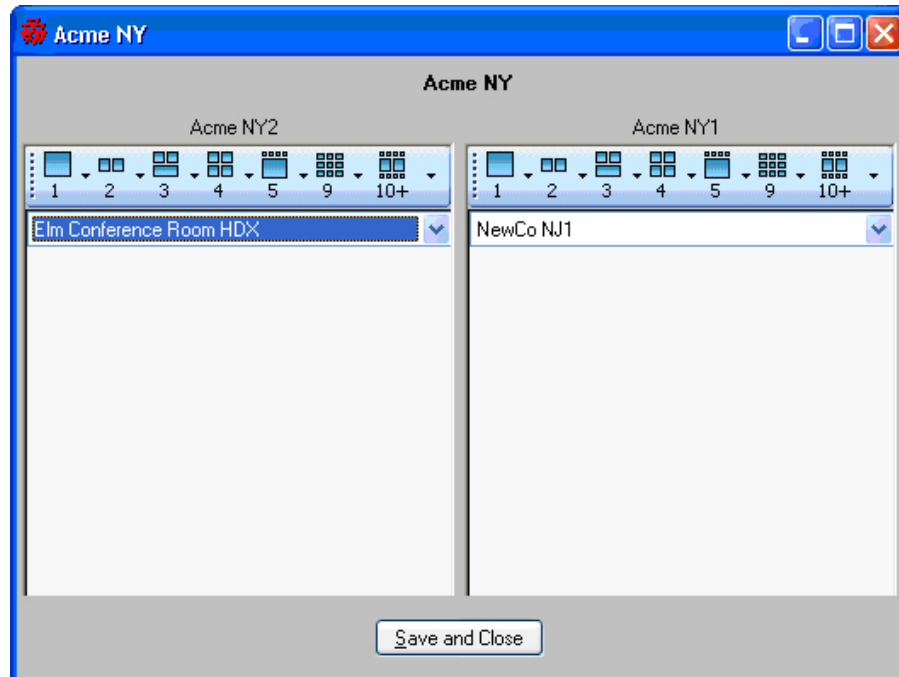 Acme NY
Acme NY
Acme NY2
1 2 3 4 5 9 10+
Elm Conference Room HDX
Acme NY1
1 2 3 4 5 9 10+
NewCo NJ1
Save and Close